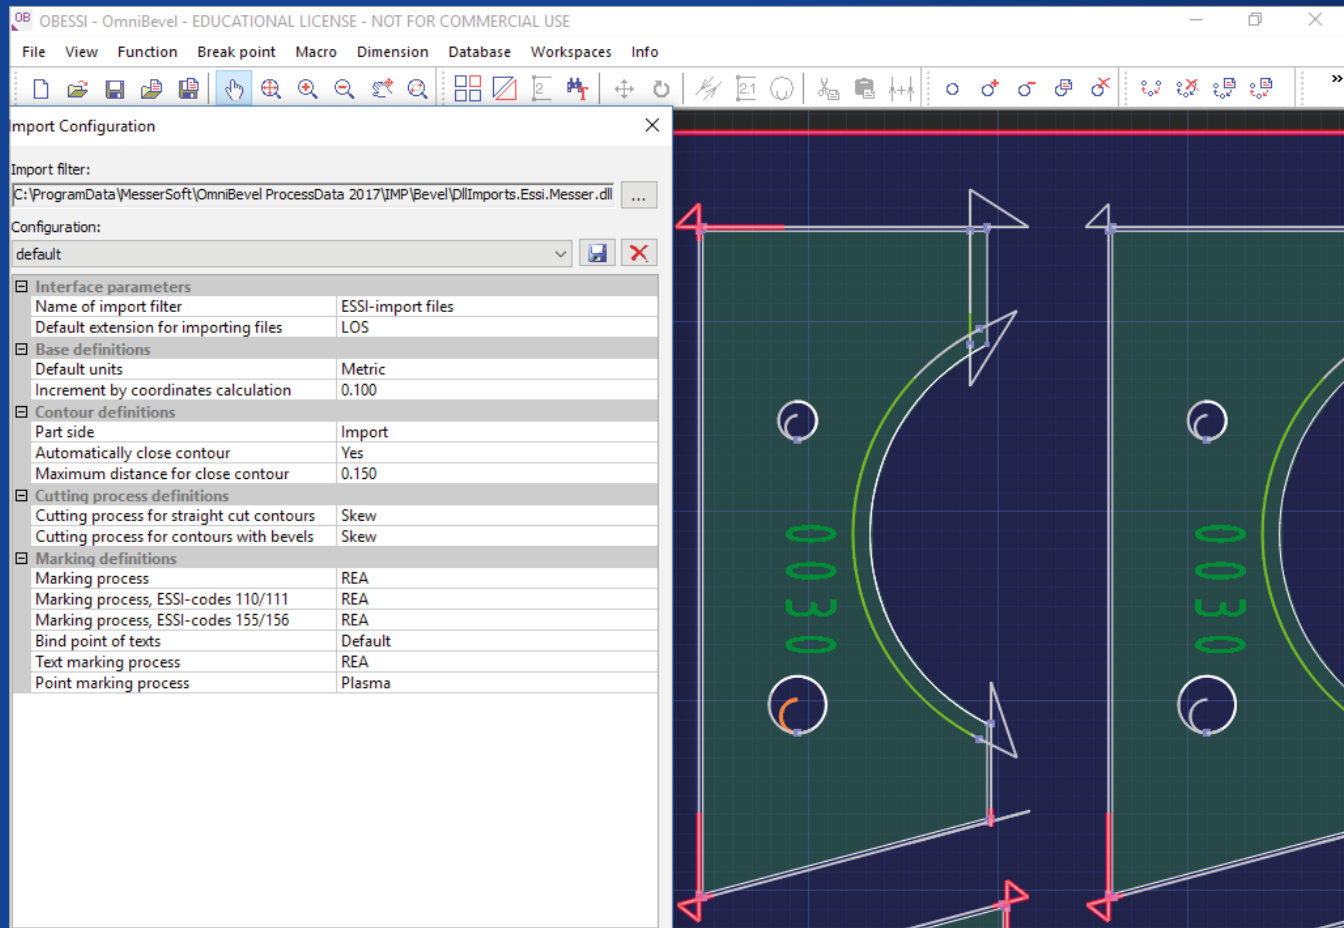 OB OBESSI - OmniBevel - EDUCATIONAL LICENSE - NOT FOR COMMERCIAL USE
File View Function Break point Macro Dimension Database Workspaces Info
2 2.1 »
Import Configuration
Import filter:
C:\ProgramData\MesserSoft\OmniBevel ProcessData 2017\IMP\Bevel\DllImports.Essi.Messer.dll ...
Configuration:
default
Interface parameters
Name of import filter ESSI-import files
Default extension for importing files LOS
Base definitions
Default units Metric
Increment by coordinates calculation 0.100
Contour definitions
Part side Import
Automatically close contour Yes
Maximum distance for close contour 0.150
Cutting process definitions
Cutting process for straight cut contours Skew
Cutting process for contours with bevels Skew
Marking definitions
Marking process REA
Marking process, ESSI-codes 110/111 REA
Marking process, ESSI-codes 155/156 REA
Bind point of texts Default
Text marking process REA
Point marking process Plasma
0030
0030